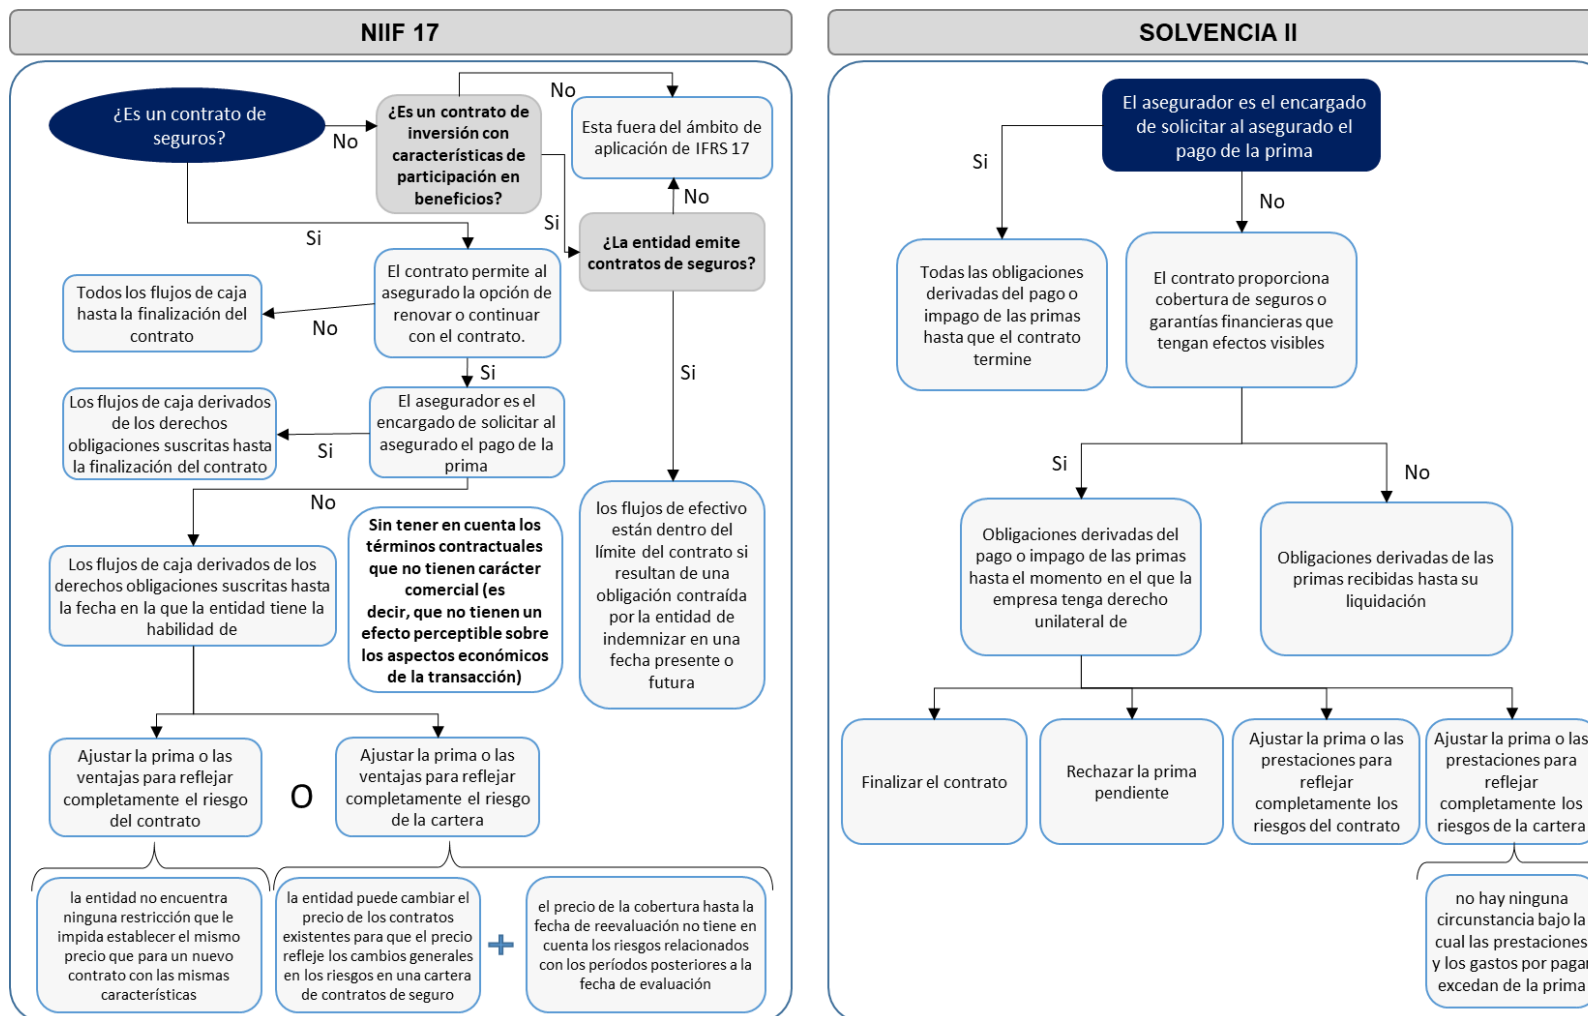 NIIF 17
¿Es un contrato de
seguros?
No
¿Es un contrato de
inversión con
características de
participación en
beneficios?
No
Esta fuera del ámbito de
aplicación de IFRS 17
Si
No
¿La entidad emite
contratos de seguros?
Si
El contrato permite al
asegurado la opción de
renovar o continuar
con el contrato.
No
Todos los flujos de caja
hasta la finalización del
contrato
Si
Si
El asegurador es el
encargado de solicitar al
asegurado el pago de la
prima
Si
Los flujos de caja derivados
de los derechos
obligaciones suscritas hasta
la finalización del contrato
No
Los flujos de caja derivados de los
derechos obligaciones suscritas hasta
la fecha en la que la entidad tiene la
habilidad de
Sin tener en cuenta los
términos contractuales
que no tienen carácter
comercial (es
decir, que no tienen un
efecto perceptible sobre
los aspectos económicos
de la transacción)
los flujos de efectivo
están dentro del
límite del contrato si
resultan de una
obligación contraída
por la entidad de
indemnizar en una
fecha presente o
futura
Ajustar la prima o las
ventajas para reflejar
completamente el riesgo
del contrato
O
Ajustar la prima o las
ventajas para reflejar
completamente el riesgo
de la cartera
la entidad no encuentra
ninguna restricción que le
impida establecer el mismo
precio que para un nuevo
contrato con las mismas
características
la entidad puede cambiar el
precio de los contratos
existentes para que el precio
refleje los cambios generales
en los riesgos en una cartera
de contratos de seguro
+
el precio de la cobertura hasta la
fecha de reevaluación no tiene en
cuenta los riesgos relacionados
con los períodos posteriores a la
fecha de evaluación
SOLVENCIA II
El asegurador es el encargado
de solicitar al asegurado el
pago de la prima
Si
No
Todas las obligaciones
derivadas del pago o
impago de las primas
hasta que el contrato
termine
El contrato proporciona
cobertura de seguros o
garantías financieras que
tengan efectos visibles
Si
No
Obligaciones derivadas del
pago o impago de las primas
hasta el momento en el que la
empresa tenga derecho
unilateral de
Obligaciones derivadas de las
primas recibidas hasta su
liquidación
Finalizar el contrato
Rechazar la prima
pendiente
Ajustar la prima o las
prestaciones para
reflejar
completamente los
riesgos del contrato
Ajustar la prima o las
prestaciones para
reflejar
completamente los
riesgos de la cartera
no hay ninguna
circunstancia bajo la
cual las prestaciones
y los gastos por pagar
excedan de la prima